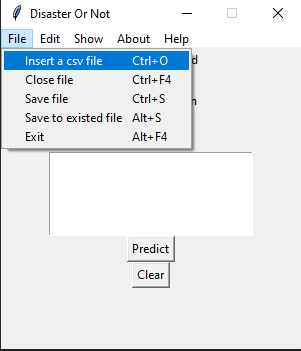 Disaster Or Not
File Edit Show About Help
Insert a csv file Ctrl+O
Close file Ctrl+F4
Save file Ctrl+S
Save to existed file Alt+S
Exit Alt+F4
Predict
Clear